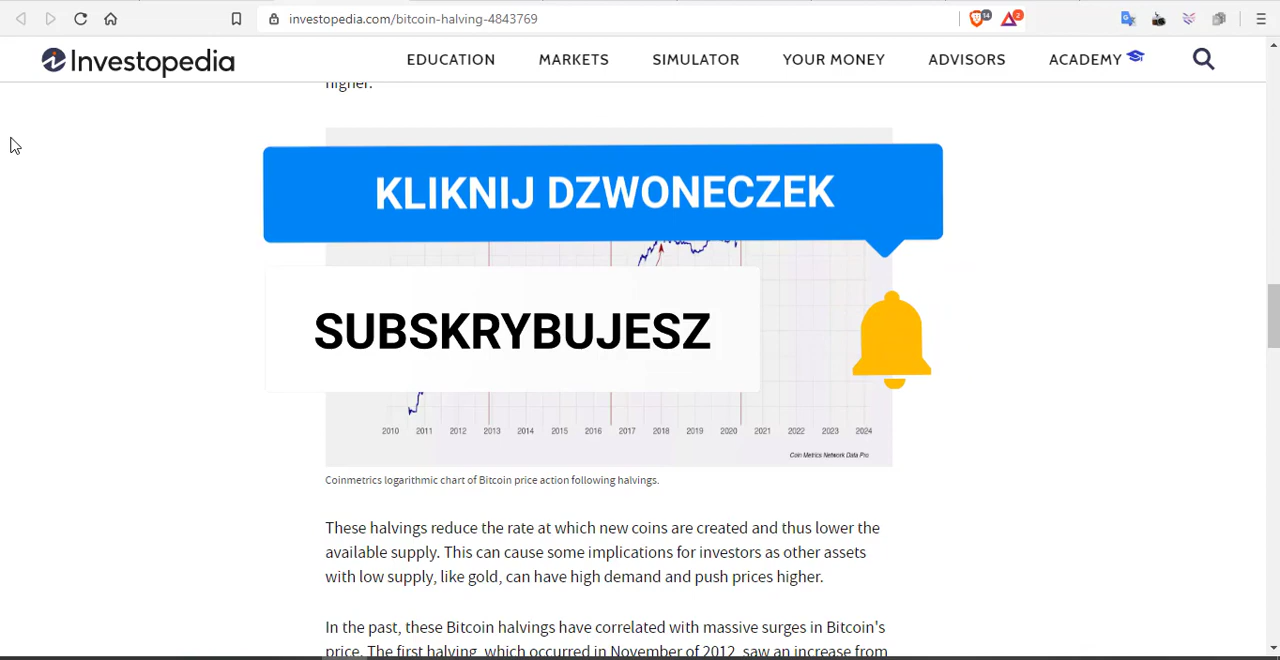 investopedia.com/bitcoin-halving-4843769
14
2
Investopedia
EDUCATION MARKETS SIMULATOR YOUR MONEY ADVISORS ACADEMY
higher.
KLIKNIJ DZWONECZEK
SUBSKRYBUJESZ
2010 2011 2012 2013 2014 2015 2016 2017 2018 2019 2020 2021 2022 2023 2024
Coin Metrics Network Data Pro
Coinmetrics logarithmic chart of Bitcoin price action following halvings.
These halvings reduce the rate at which new coins are created and thus lower the
available supply. This can cause some implications for investors as other assets
with low supply, like gold, can have high demand and push prices higher.
In the past, these Bitcoin halvings have correlated with massive surges in Bitcoin's
price. The first halving, which occurred in November of 2012, saw an increase from